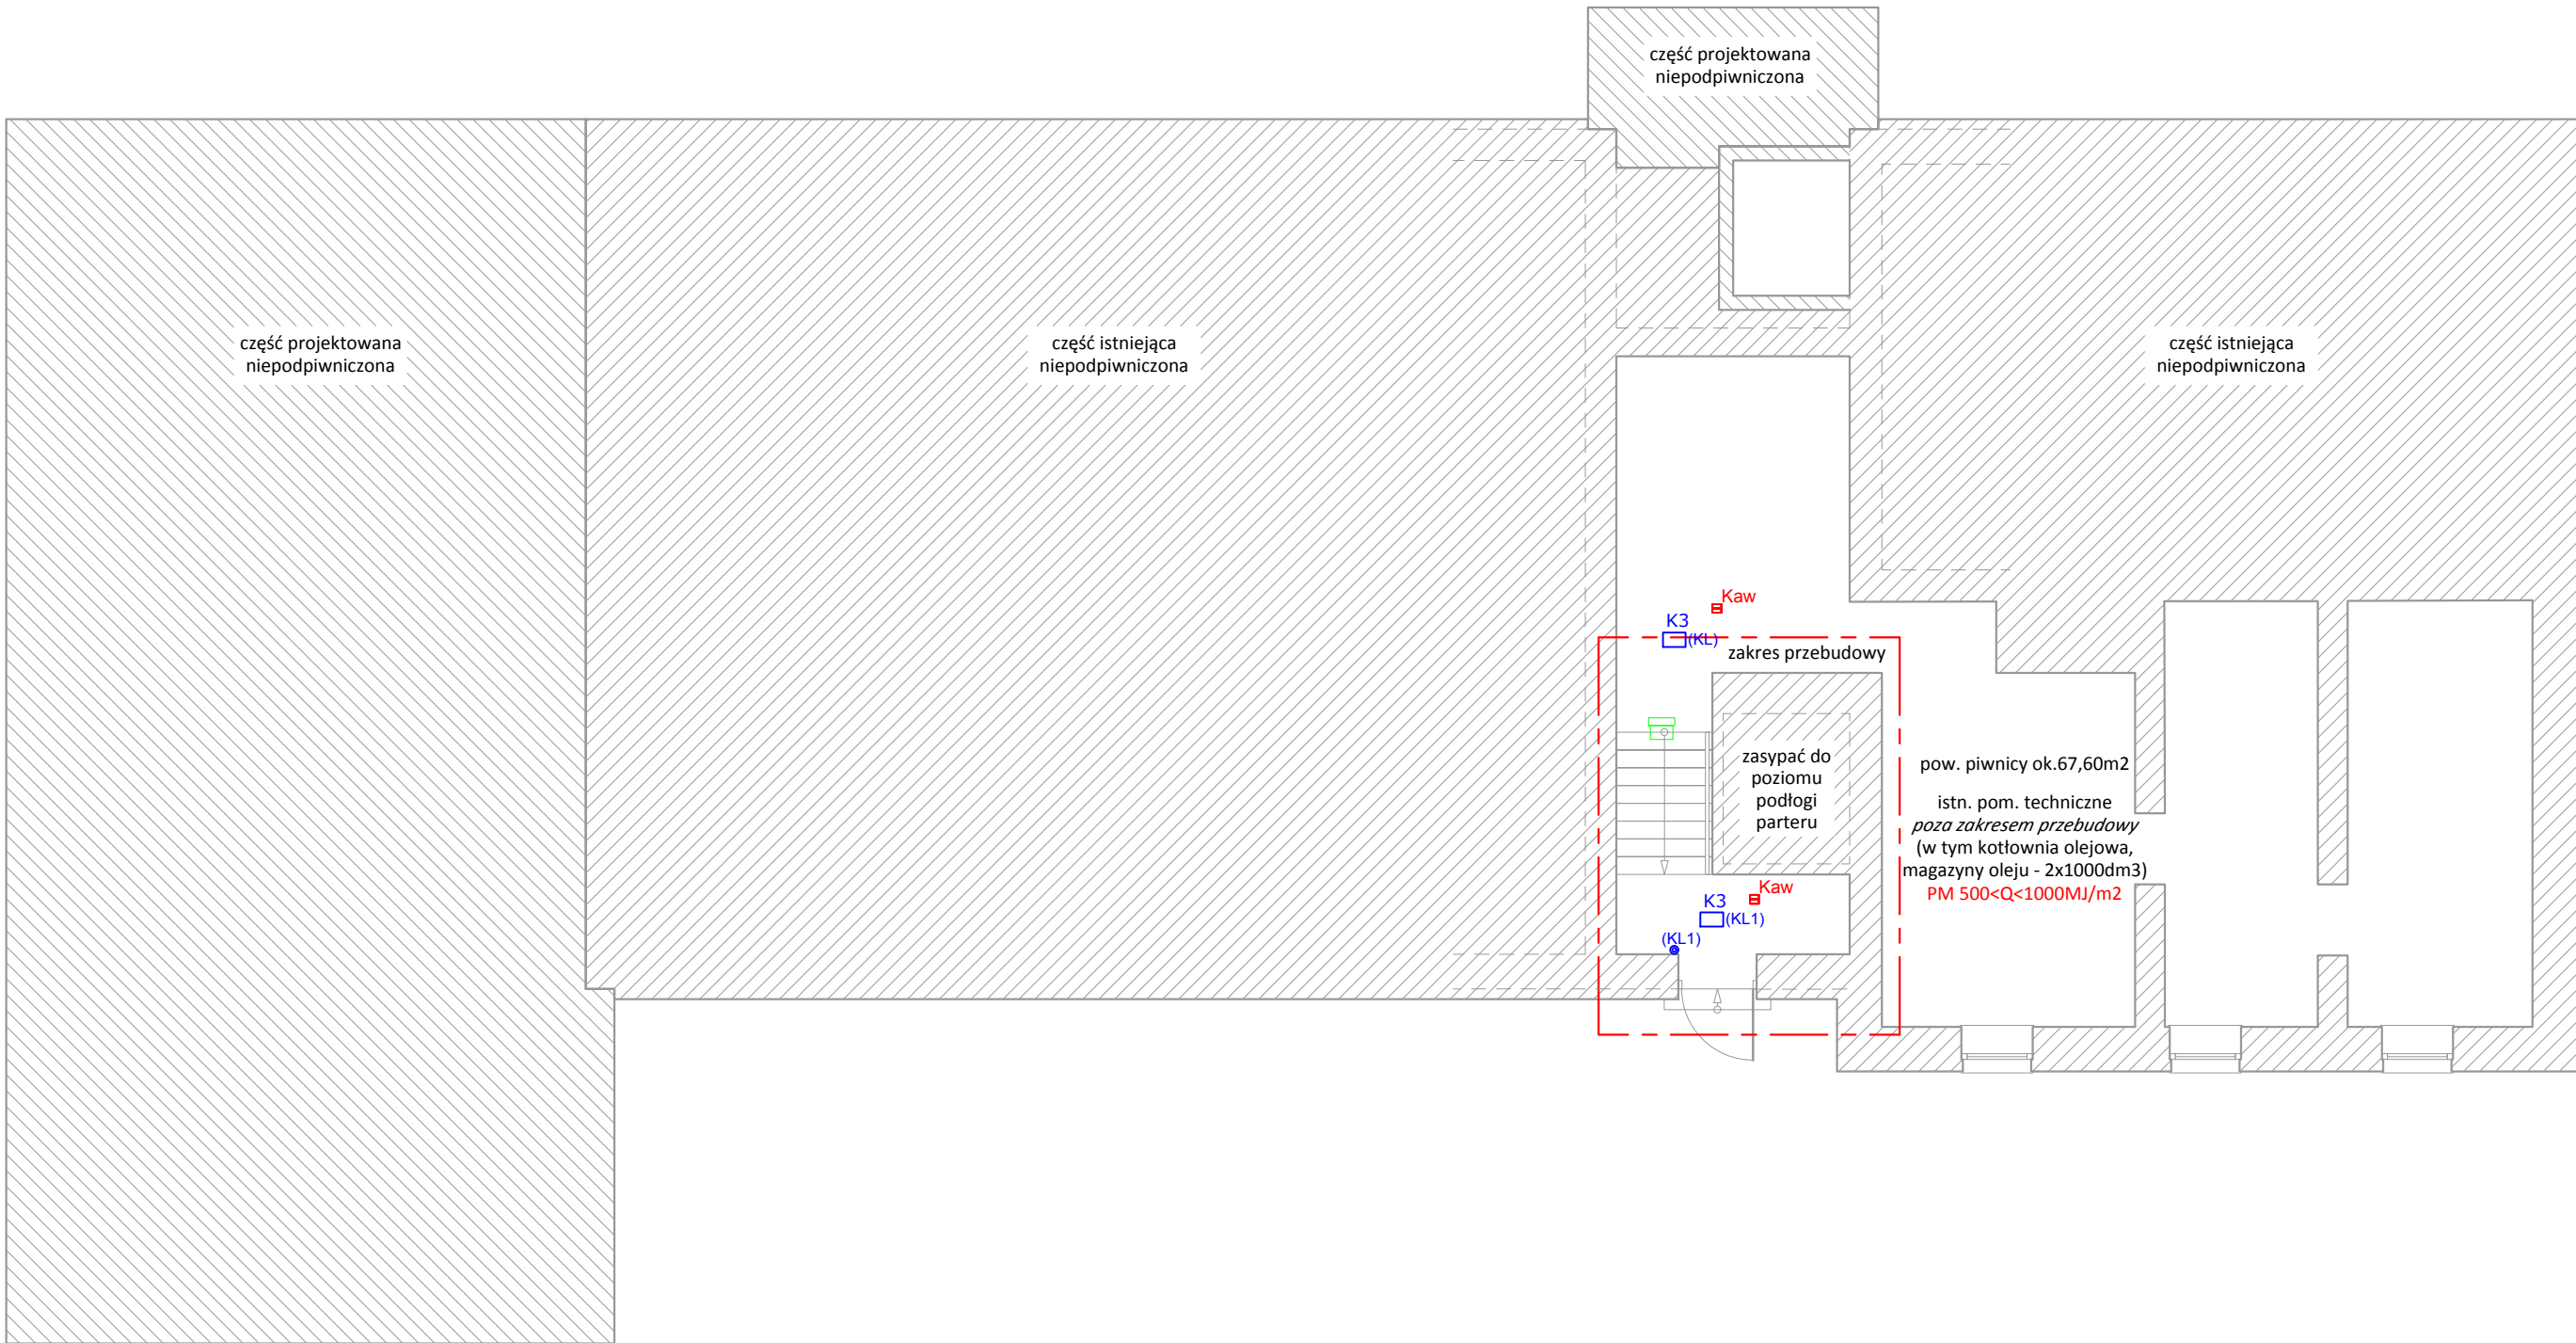 część projektowana
niepodpiwniczona
część projektowana
niepodpiwniczona
część istniejąca
niepodpiwniczona
część istniejąca
niepodpiwniczona
Kaw
K3
(KL)
zakres przebudowy
zasypać do
poziomu
podłogi
parteru
pow. piwnicy ok.67,60m2
istn. pom. techniczne
poza zakresem przebudowy
(w tym kotłownia olejowa,
magazyny oleju - 2x1000dm3)
PM 500<Q<1000MJ/m2
Kaw
K3
(KL1)
(KL1)